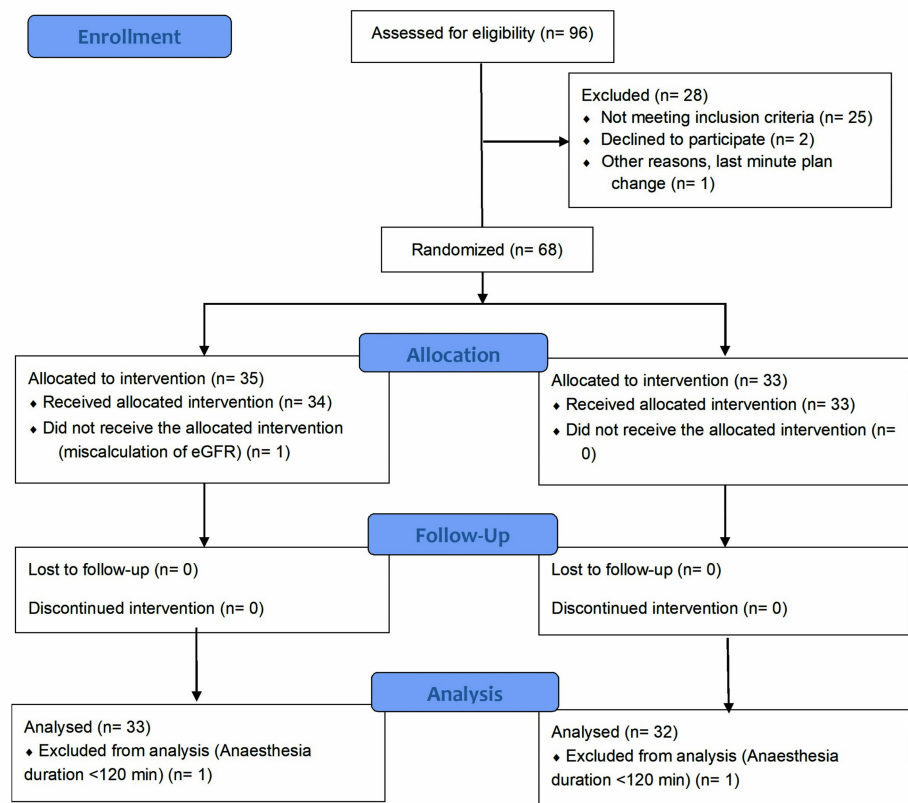 Enrollment
Assessed for eligibility (n= 96)
Excluded (n= 28)
♦ Not meeting inclusion criteria (n= 25)
♦ Declined to participate (n= 2)
♦ Other reasons, last minute plan
change (n= 1)
Randomized (n= 68)
Allocation
Allocated to intervention (n= 35)
♦ Received allocated intervention (n= 34)
♦ Did not receive the allocated intervention
(miscalculation of eGFR) (n= 1)
Allocated to intervention (n= 33)
♦ Received allocated intervention (n= 33)
♦ Did not receive the allocated intervention (n=
0)
Follow-Up
Lost to follow-up (n= 0)
Discontinued intervention (n= 0)
Lost to follow-up (n= 0)
Discontinued intervention (n= 0)
Analysis
Analysed (n= 33)
♦ Excluded from analysis (Anaesthesia
duration <120 min) (n= 1)
Analysed (n= 32)
♦ Excluded from analysis (Anaesthesia
duration <120 min) (n= 1)